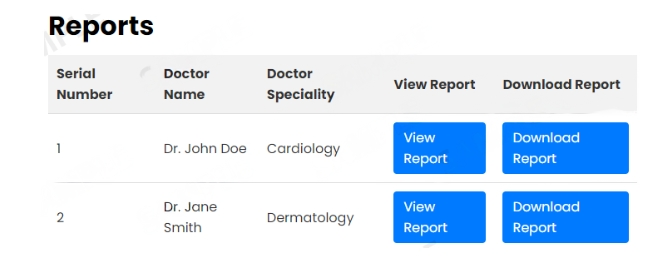 Reports
Serial Number Doctor Name Doctor Speciality View Report Download Report
1 Dr. John Doe Cardiology View Report Download Report
2 Dr. Jane Smith Dermatology View Report Download Report